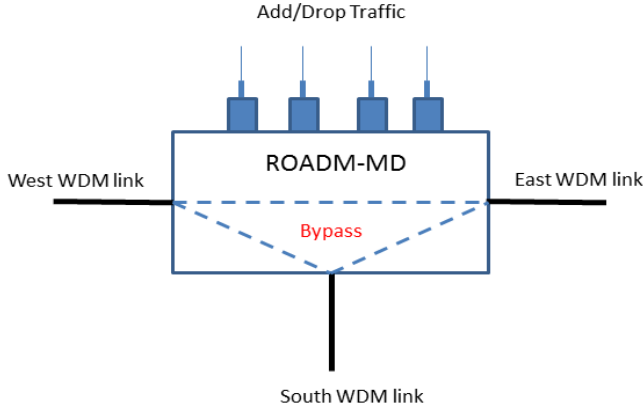 Add/Drop Traffic
ROADM-MD
West WDM link
East WDM link
Bypass
South WDM link